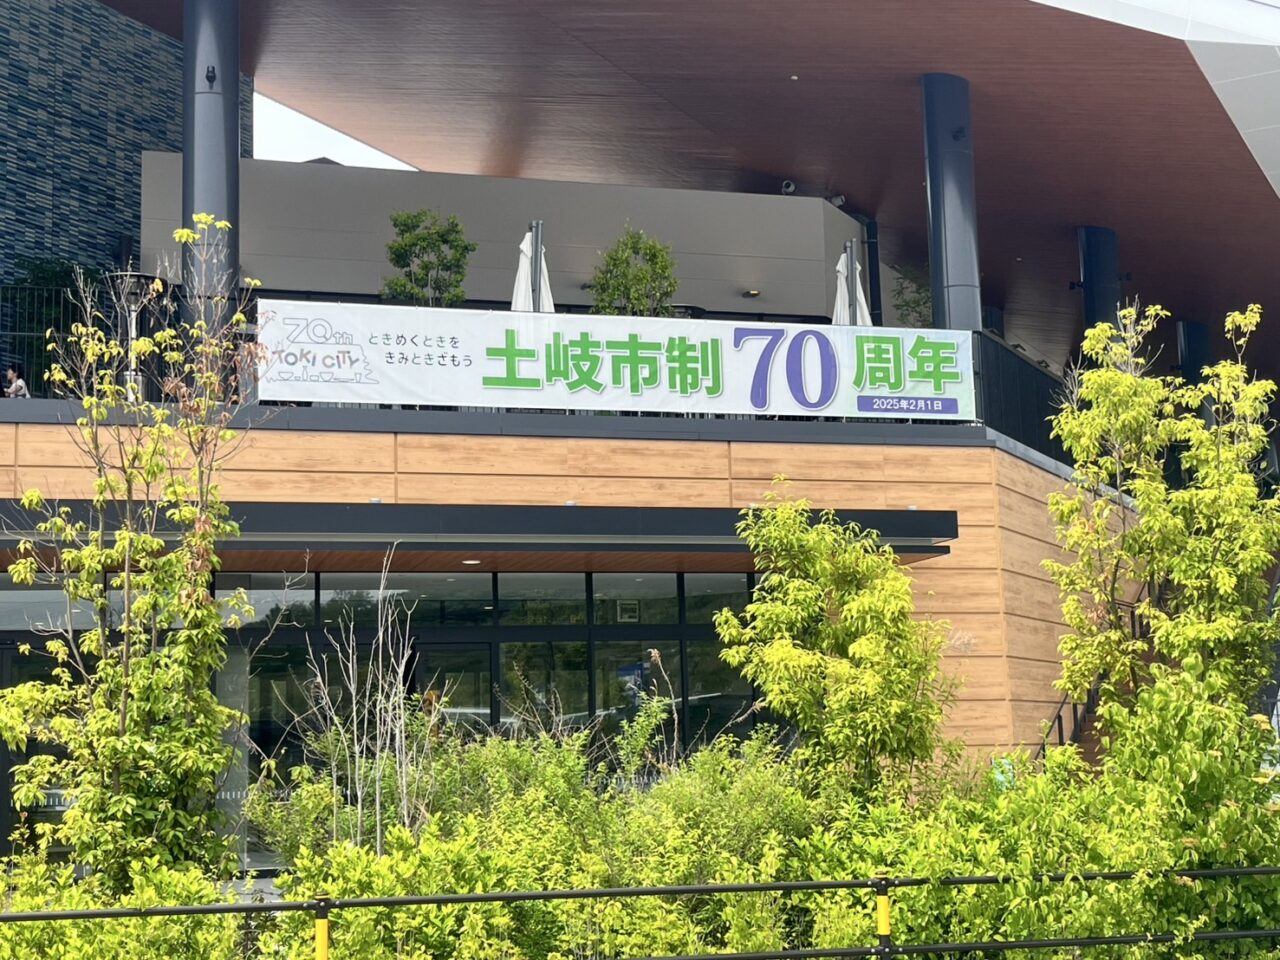 70th
TOKI CITY
ときめくときを
きみときざもう
土岐市制70周年
2025年2月1日